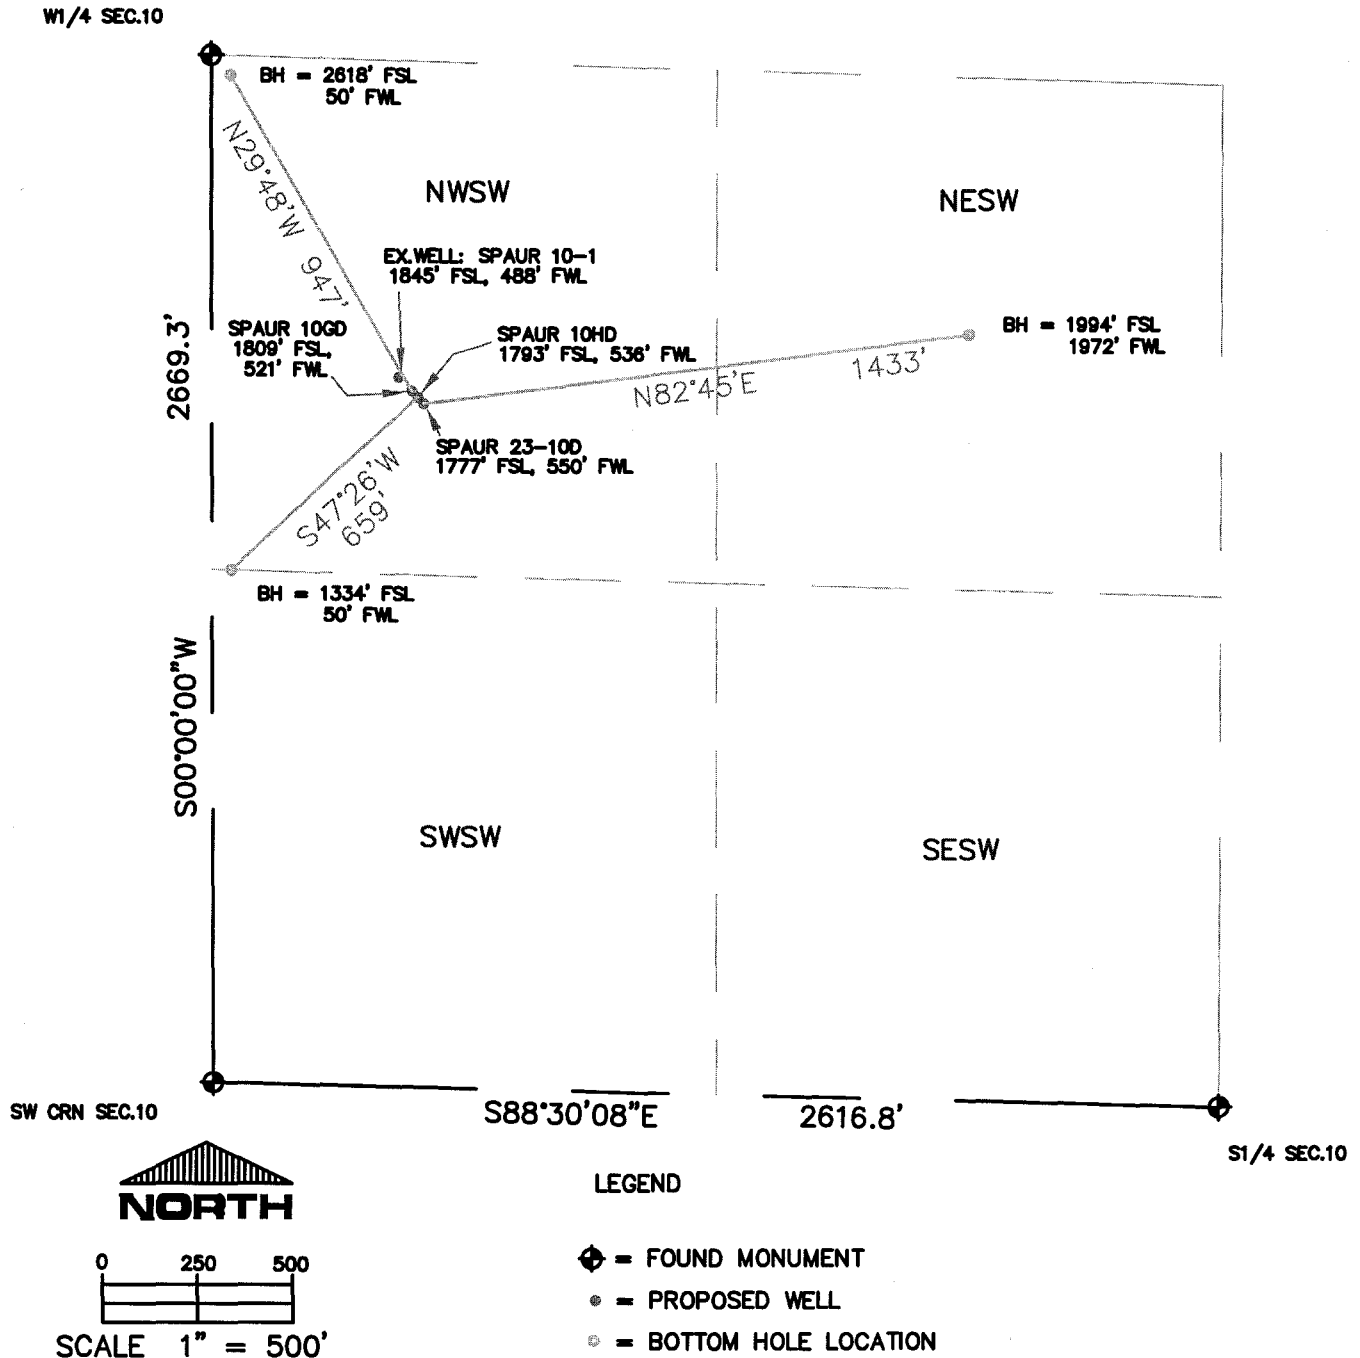 W1/4 SEC.10
BH = 2618' FSL
50' FWL
N29°48'W 947'
NWSW
NESW
EX.WELL: SPAUR 10-1
1845' FSL, 488' FWL
SPAUR 10GD
1809' FSL,
521' FWL
SPAUR 10HD
1793' FSL, 536' FWL
BH = 1994' FSL
1972' FWL
N82°45'E 1433'
2669.3'
SPAUR 23-10D
1777' FSL, 550' FWL
S47°26'W
659'
BH = 1334' FSL
50' FWL
S00°00'00"W
SWSW
SESW
SW CRN SEC.10
S88°30'08"E 2616.8'
S1/4 SEC.10
NORTH
LEGEND
0 250 500
SCALE 1" = 500'
= FOUND MONUMENT
= PROPOSED WELL
= BOTTOM HOLE LOCATION